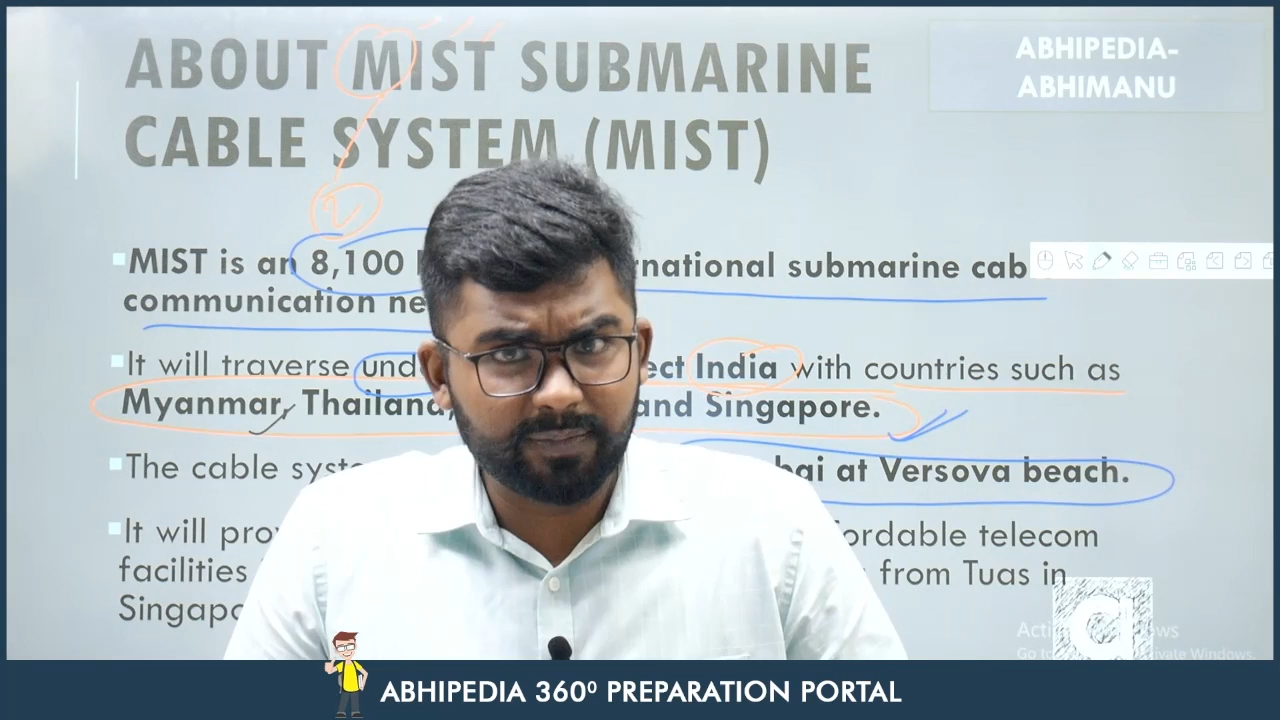 ABOUT MIST SUBMARINE
CABLE SYSTEM (MIST)
ABHIPEDIA-
ABHIMANU
MIST is an 8,100 rnational submarine cab
communication ne
It will traverse und ect India with countries such as
Myanmar, Thailand, and Singapore.
The cable syste bai at Versova beach.
It will prov ordable telecom
facilities from Tuas in
Singapo
ABHIPEDIA 360⁰ PREPARATION PORTAL